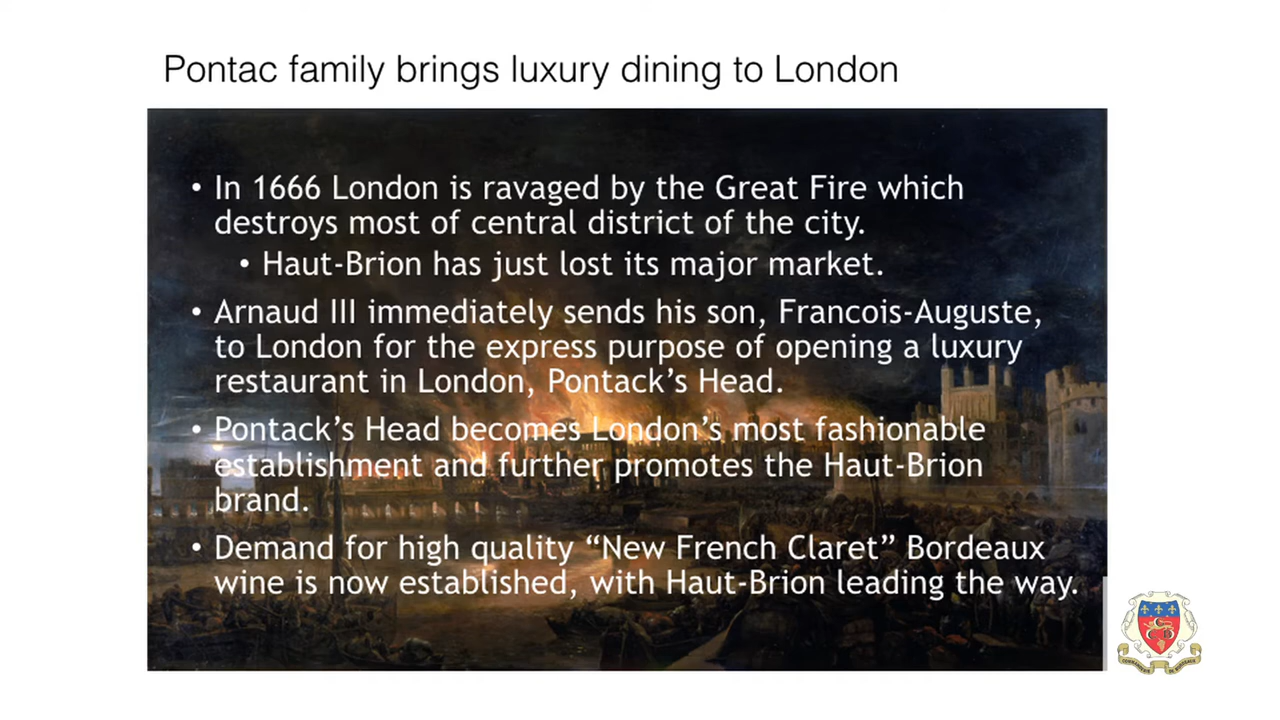 Pontac family brings luxury dining to London
• In 1666 London is ravaged by the Great Fire which
destroys most of central district of the city.
• Haut-Brion has just lost its major market.
• Arnaud III immediately sends his son, Francois-Auguste,
to London for the express purpose of opening a luxury
restaurant in London, Pontack’s Head.
• Pontack’s Head becomes London’s most fashionable
establishment and further promotes the Haut-Brion
brand.
• Demand for high quality “New French Claret” Bordeaux
wine is now established, with Haut-Brion leading the way.